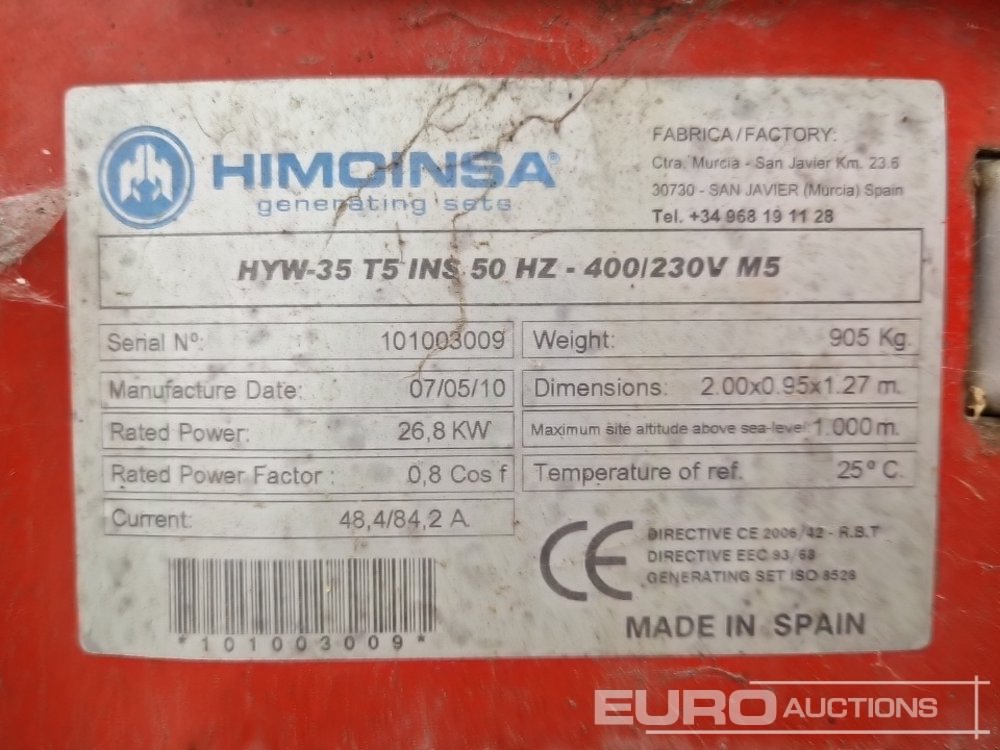 HIMOINSA®
generating sets
FABRICA/FACTORY:
Ctra. Murcia - San Javier Km. 23.6
30730 - SAN JAVIER (Murcia) Spain
Tel. +34 968 19 11 28
HYW-35 T5 INS 50 HZ - 400/230V M5
Serial Nº: 101003009
Manufacture Date: 07/05/10
Rated Power: 26,8 KW
Rated Power Factor : 0,8 Cos f
Current: 48,4/84,2 A.
Weight: 905 Kg.
Dimensions: 2.00x0.95x1.27 m.
Maximum site altitude above sea-level: 1.000 m.
Temperature of ref. 25º C.
*101003009*
CE
DIRECTIVE CE 2006/42 - R.B.T
DIRECTIVE EEC 93/68
GENERATING SET ISO 8528
MADE IN SPAIN
EURO AUCTIONS